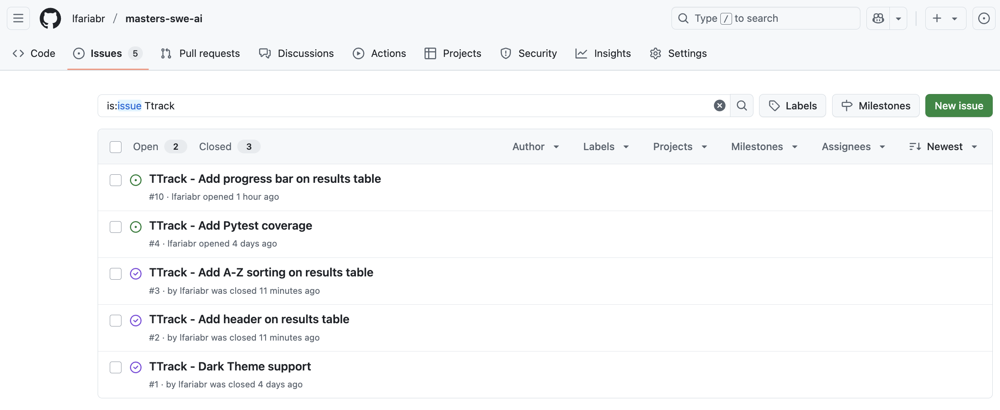 lfariabr / masters-swe-ai
Type / to search
Code Issues 5 Pull requests Discussions Actions Projects Security Insights Settings
is:issue Ttrack
Labels Milestones New issue
Open 2 Closed 3 Author Labels Projects Milestones Assignees Newest
TTrack - Add progress bar on results table
#10 · lfariabr opened 1 hour ago
TTrack - Add Pytest coverage
#4 · lfariabr opened 4 days ago
TTrack - Add A-Z sorting on results table
#3 · by lfariabr was closed 11 minutes ago
TTrack - Add header on results table
#2 · by lfariabr was closed 11 minutes ago
TTrack - Dark Theme support
#1 · by lfariabr was closed 4 days ago